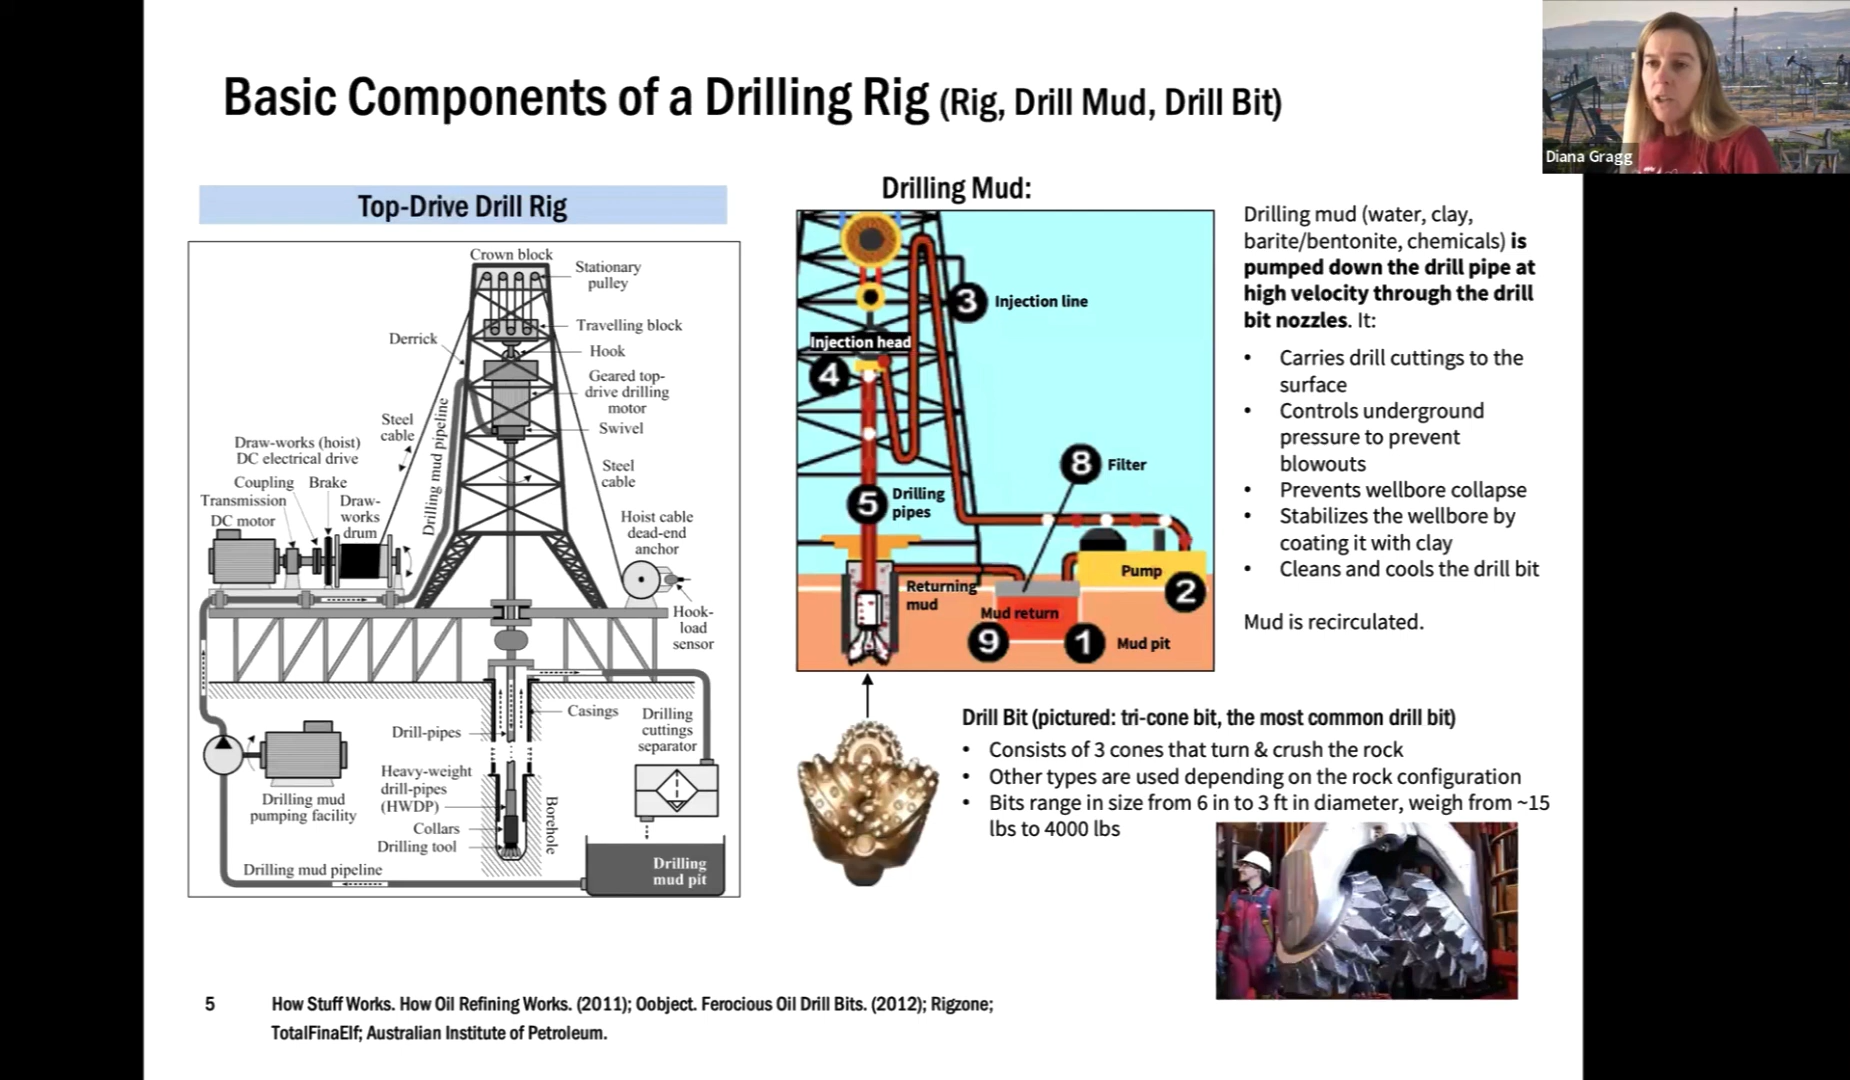 Basic Components of a Drilling Rig (Rig, Drill Mud, Drill Bit)
Diana Gragg
Top-Drive Drill Rig
Crown block
Stationary
pulley
Travelling block
Derrick
Hook
Geared top-
drive drilling
motor
Steel
cable
Drilling mud pipeline
Swivel
Draw-works (hoist)
DC electrical drive
Steel
cable
Coupling
Brake
Transmission
Draw-
works
drum
DC motor
Hoist cable
dead-end
anchor
Hook-
load
sensor
Casings
Drilling
cuttings
separator
Drill-pipes
Heavy-weight
drill-pipes
(HWDP)
Borehole
Drilling mud
pumping facility
Collars
Drilling tool
Drilling mud pipeline
Drilling
mud pit
Drilling Mud:
3 Injection line
Injection head
4
8 Filter
5 Drilling
pipes
Pump
2
Returning
mud
Mud return
9
1 Mud pit
Drilling mud (water, clay,
barite/bentonite, chemicals) is
pumped down the drill pipe at
high velocity through the drill
bit nozzles. It:
• Carries drill cuttings to the
surface
• Controls underground
pressure to prevent
blowouts
• Prevents wellbore collapse
• Stabilizes the wellbore by
coating it with clay
• Cleans and cools the drill bit
Mud is recirculated.
Drill Bit (pictured: tri-cone bit, the most common drill bit)
• Consists of 3 cones that turn & crush the rock
• Other types are used depending on the rock configuration
• Bits range in size from 6 in to 3 ft in diameter, weigh from ~15
lbs to 4000 lbs
5
How Stuff Works. How Oil Refining Works. (2011); Oobject. Ferocious Oil Drill Bits. (2012); Rigzone;
TotalFinaElf; Australian Institute of Petroleum.